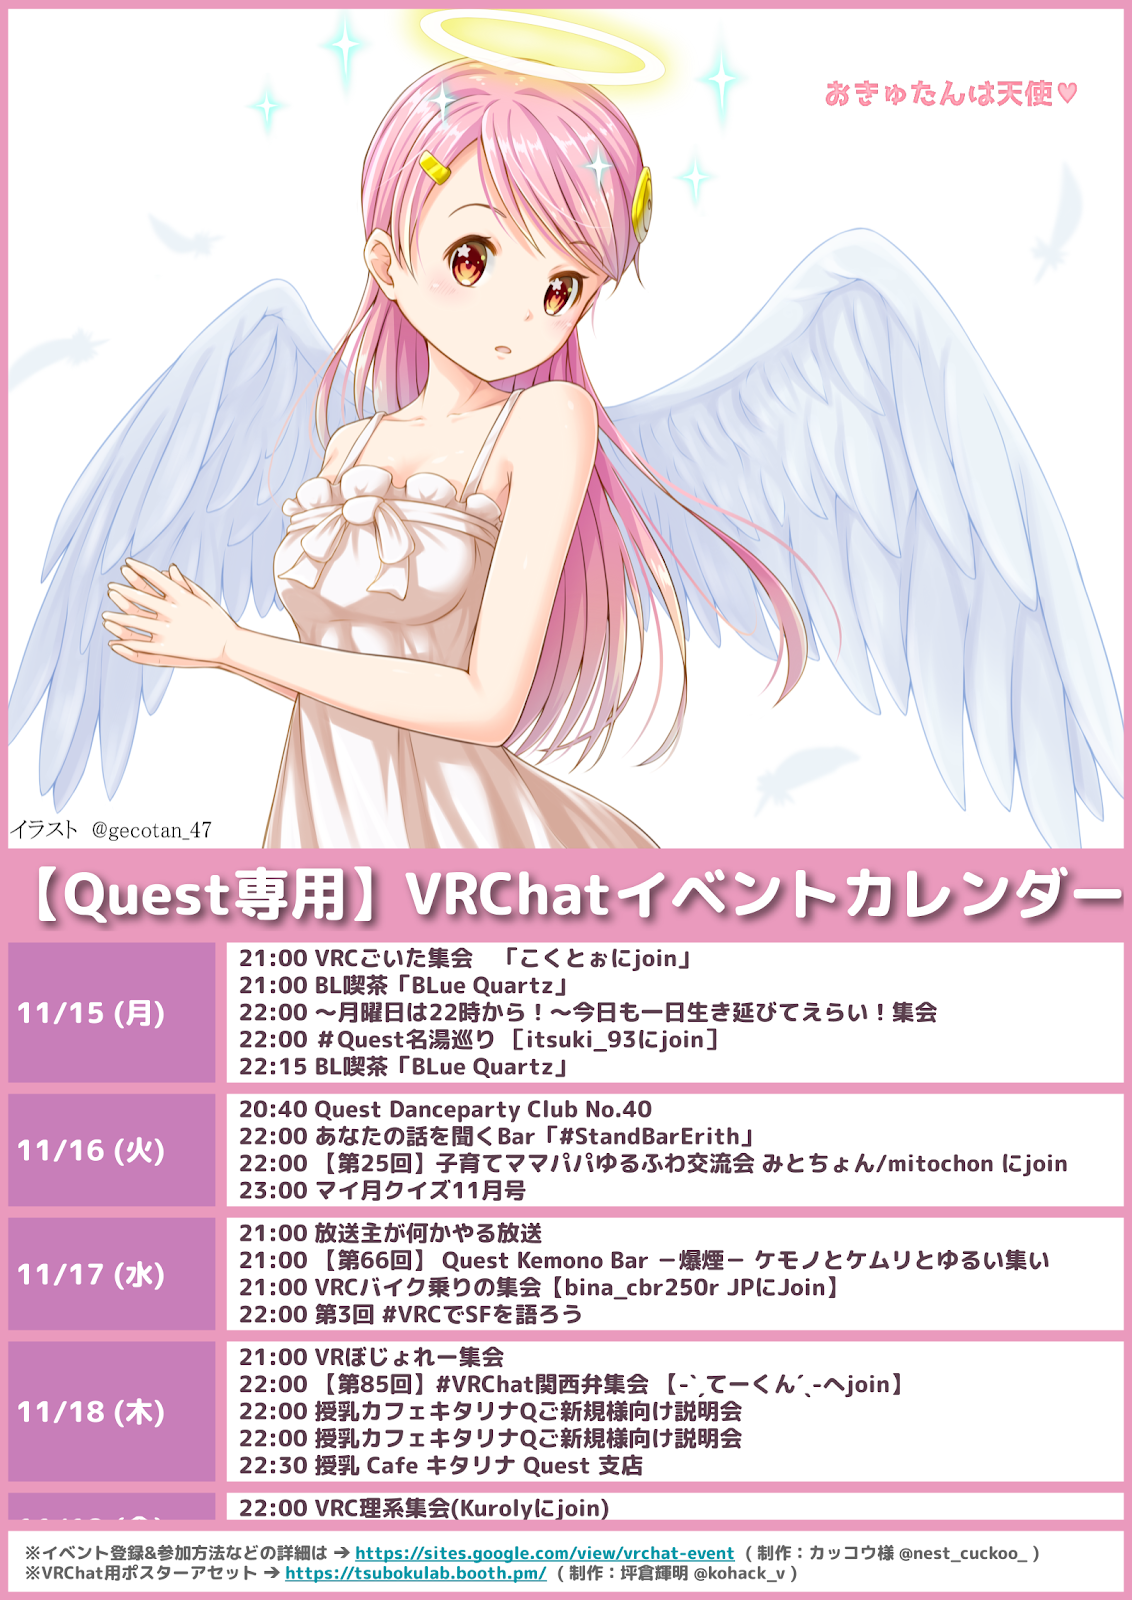 おきゅたんは天使♥
イラスト @gecotan_47
【Quest専用】VRChatイベントカレンダー
11/15 (月)
21:00 VRCごいた集会 「こくとぉにjoin」
21:00 BL喫茶「BLue Quartz」
22:00 ～月曜日は22時から！～今日も一日生き延びてえらい！集会
22:00 ＃Quest名湯巡り ［itsuki_93にjoin］
22:15 BL喫茶「BLue Quartz」
11/16 (火)
20:40 Quest Danceparty Club No.40
22:00 あなたの話を聞くBar「#StandBarErith」
22:00 【第25回】子育てママパパゆるふわ交流会 みとちょん/mitochon にjoin
23:00 マイ月クイズ11月号
11/17 (水)
21:00 放送主が何かやる放送
21:00 【第66回】 Quest Kemono Bar －爆煙－ ケモノとケムリとゆるい集い
21:00 VRCバイク乗りの集会【bina_cbr250r JPにJoin】
22:00 第3回 #VRCでSFを語ろう
11/18 (木)
21:00 VRぼじょれー集会
22:00 【第85回】#VRChat関西弁集会 【-`ˏてーくん´ˎ-へjoin】
22:00 授乳カフェキタリナQご新規様向け説明会
22:00 授乳カフェキタリナQご新規様向け説明会
22:30 授乳 Cafe キタリナ Quest 支店
22:00 VRC理系集会(Kurolyにjoin)
※イベント登録&参加方法などの詳細は → https://sites.google.com/view/vrchat-event ( 制作：カッコウ様 @nest_cuckoo_ )
※VRChat用ポスターアセット → https://tsubokulab.booth.pm/ ( 制作：坪倉輝明 @kohack_v )